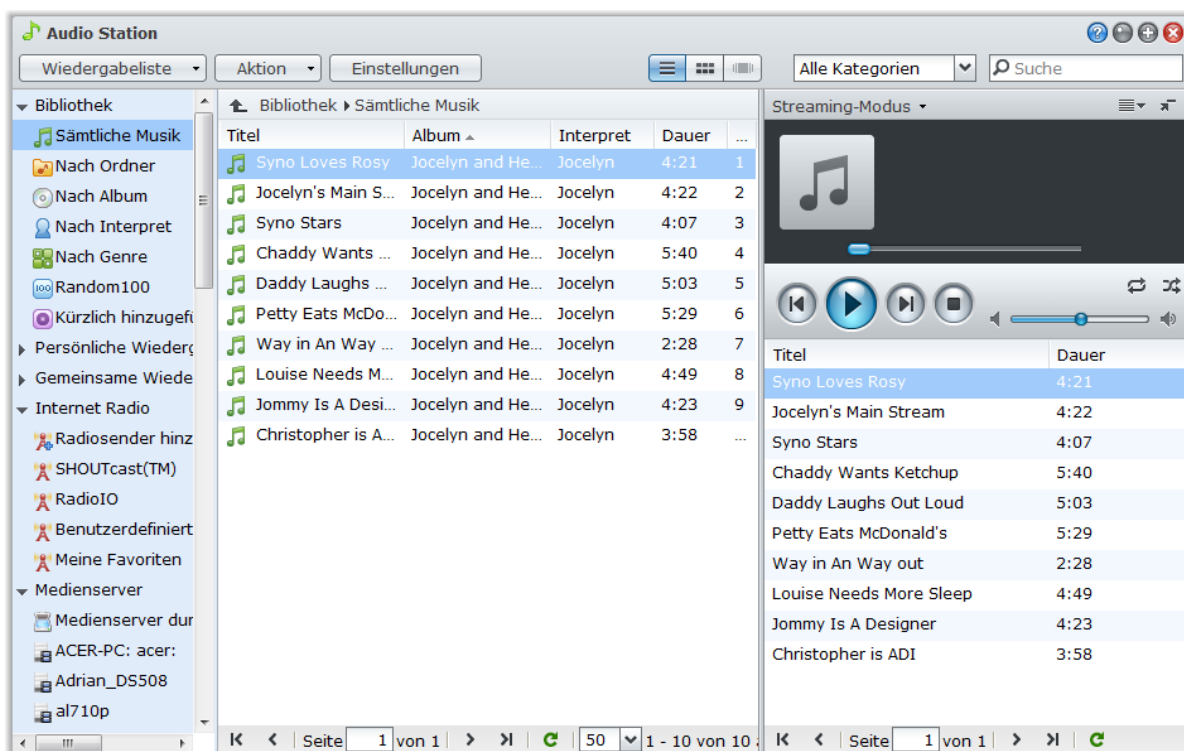 Audio Station
Wiedergabeliste
Aktion
Einstellungen
Alle Kategorien
Suche
Bibliothek
Sämtliche Musik
Nach Ordner
Nach Album
Nach Interpret
Nach Genre
Random100
Kürzlich hinzugefü
Persönliche Wiederg
Gemeinsame Wiede
Internet Radio
Radiosender hinz
SHOUTcast(TM)
RadioIO
Benutzerdefiniert
Meine Favoriten
Medienserver
Medienserver dur
ACER-PC: acer:
Adrian_DS508
al710p
Bibliothek Sämtliche Musik
Titel Album Interpret Dauer ...
Syno Loves Rosy Jocelyn and He... Jocelyn 4:21 1
Jocelyn's Main S... Jocelyn and He... Jocelyn 4:22 2
Syno Stars Jocelyn and He... Jocelyn 4:07 3
Chaddy Wants ... Jocelyn and He... Jocelyn 5:40 4
Daddy Laughs ... Jocelyn and He... Jocelyn 5:03 5
Petty Eats McDo... Jocelyn and He... Jocelyn 5:29 6
Way in An Way ... Jocelyn and He... Jocelyn 2:28 7
Louise Needs M... Jocelyn and He... Jocelyn 4:49 8
Jommy Is A Desi... Jocelyn and He... Jocelyn 4:23 9
Christopher is A... Jocelyn and He... Jocelyn 3:58 ...
Seite 1 von 1 50 1 - 10 von 10
Streaming-Modus
Titel Dauer
Syno Loves Rosy 4:21
Jocelyn's Main Stream 4:22
Syno Stars 4:07
Chaddy Wants Ketchup 5:40
Daddy Laughs Out Loud 5:03
Petty Eats McDonald's 5:29
Way in An Way out 2:28
Louise Needs More Sleep 4:49
Jommy Is A Designer 4:23
Christopher is ADI 3:58
Seite 1 von 1